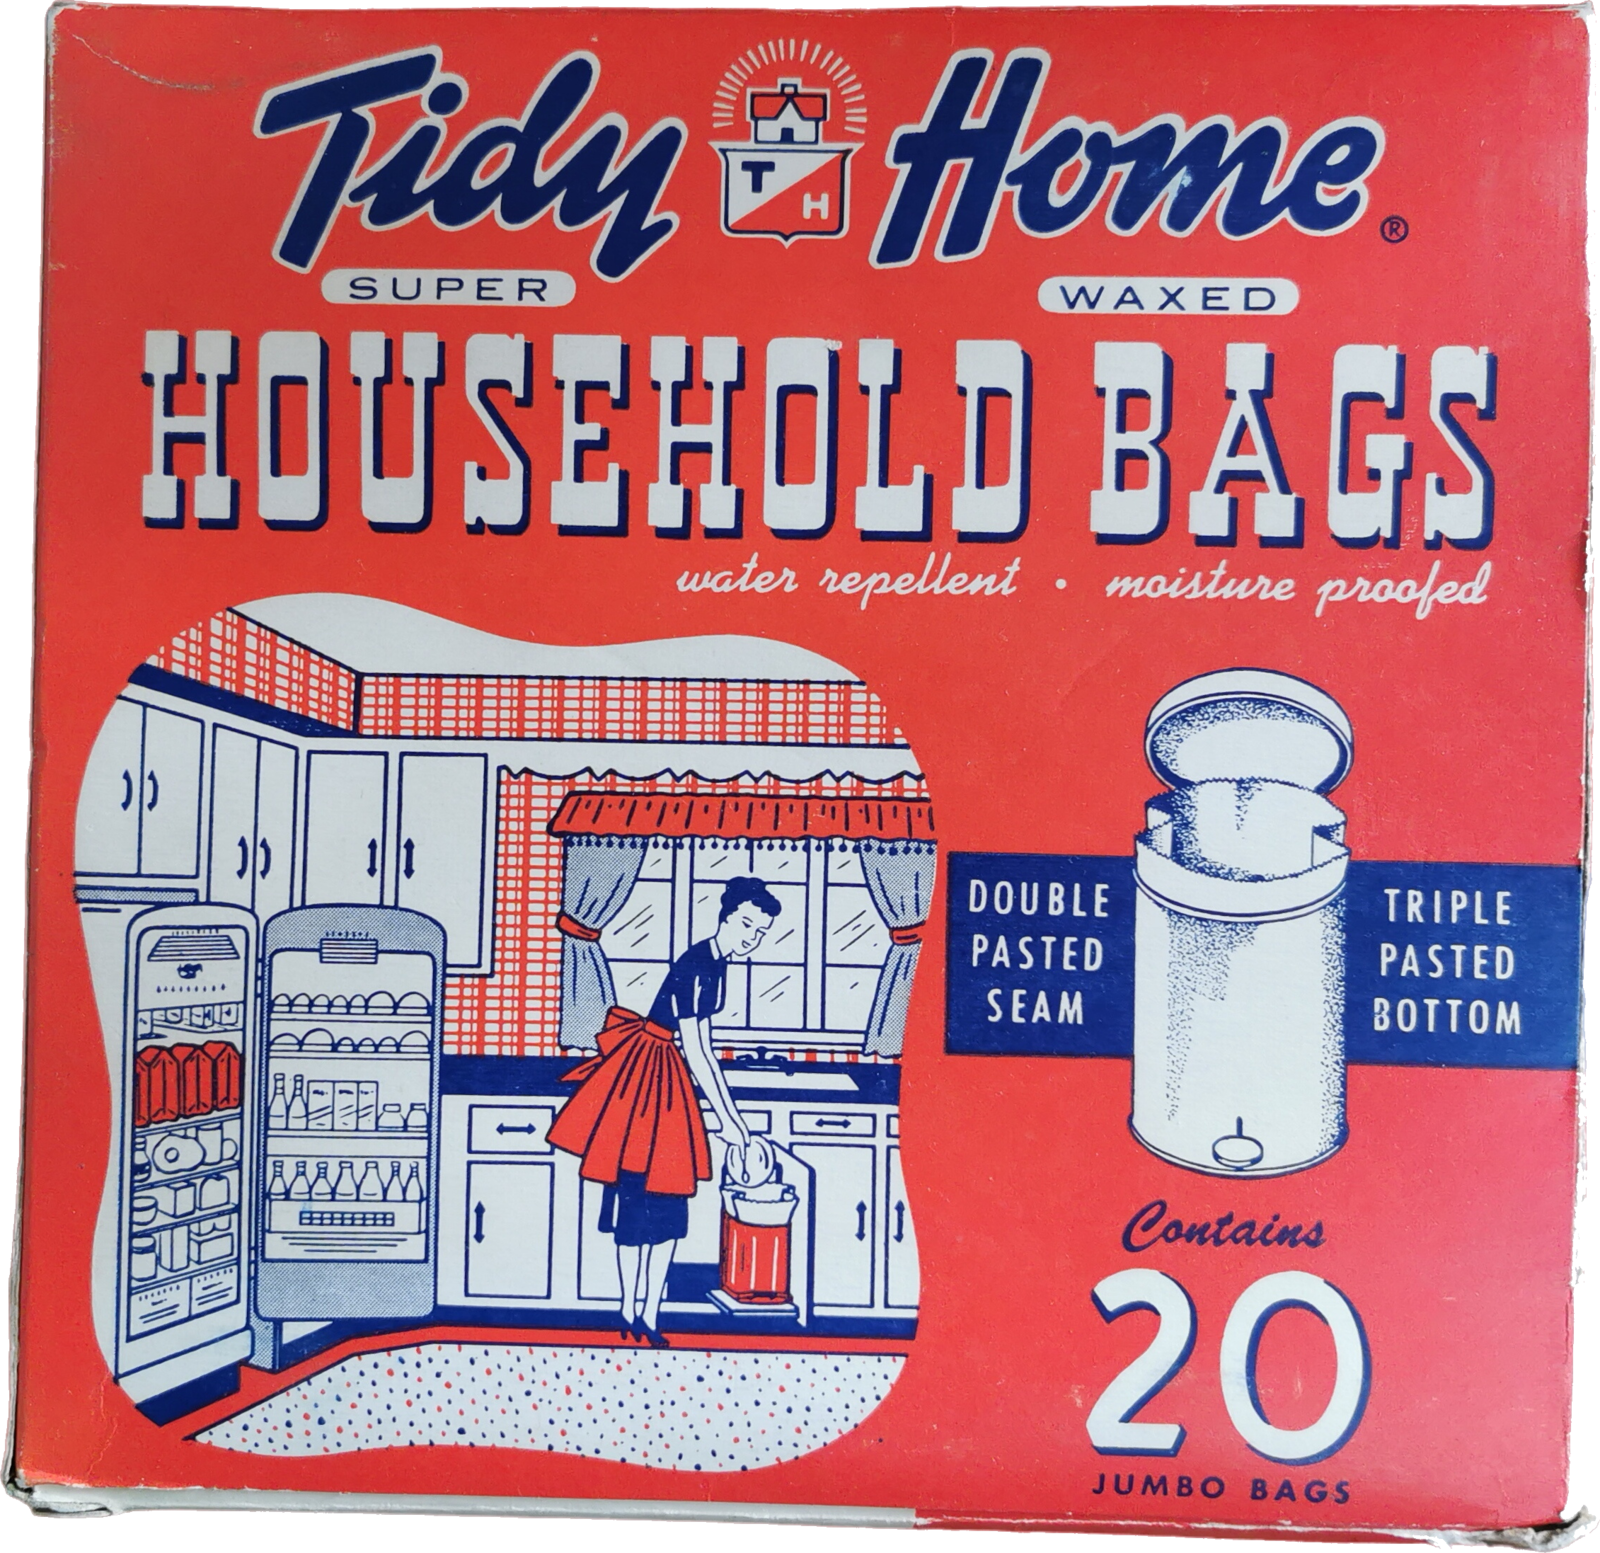 Tidy Home ®
T
H
SUPER WAXED
HOUSEHOLD BAGS
water repellent · moisture proofed
DOUBLE
PASTED
SEAM
TRIPLE
PASTED
BOTTOM
Contains
20
JUMBO BAGS